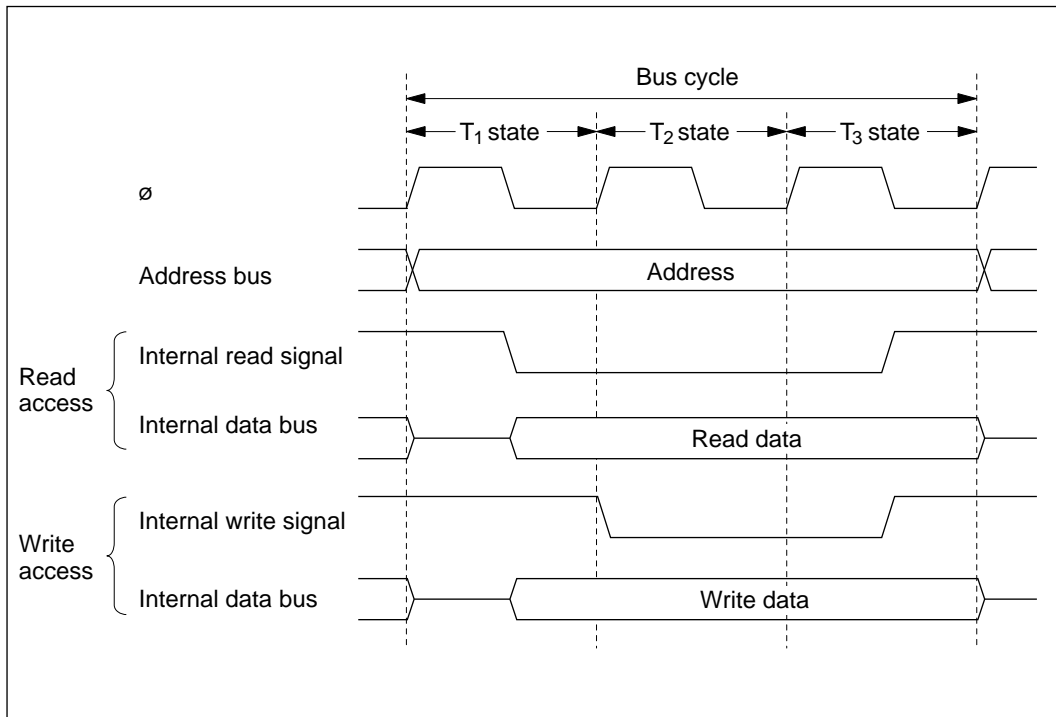 Bus cycle
T1 state
T2 state
T3 state
ø
Address bus
Address
Read
access
Internal read signal
Internal data bus
Read data
Write
access
Internal write signal
Internal data bus
Write data